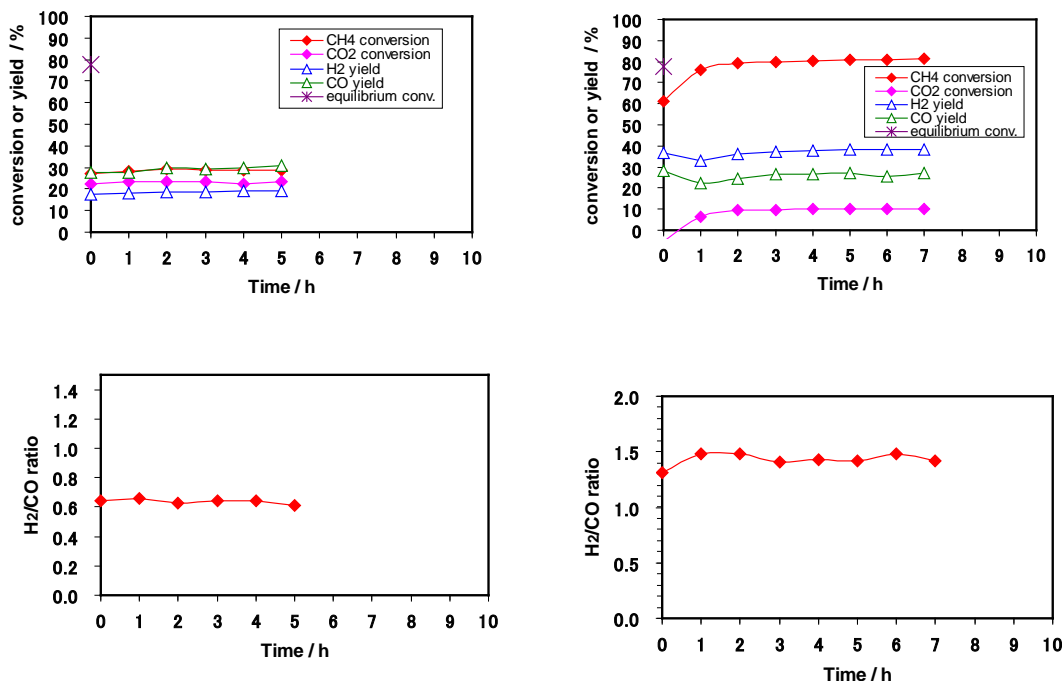 conversion or yield / %
100
90
80
70
60
50
40
30
20
10
0
CH4 conversion
CO2 conversion
H2 yield
CO yield
equilibrium conv.
0 1 2 3 4 5 6 7 8 9 10
Time / h
conversion or yield / %
100
90
80
70
60
50
40
30
20
10
0
CH4 conversion
CO2 conversion
H2 yield
CO yield
equilibrium conv.
0 1 2 3 4 5 6 7 8 9 10
Time / h
H2/CO ratio
1.4
1.2
1.0
0.8
0.6
0.4
0.2
0.0
0 1 2 3 4 5 6 7 8 9 10
Time / h
H2/CO ratio
2.0
1.5
1.0
0.5
0.0
0 1 2 3 4 5 6 7 8 9 10
Time / h